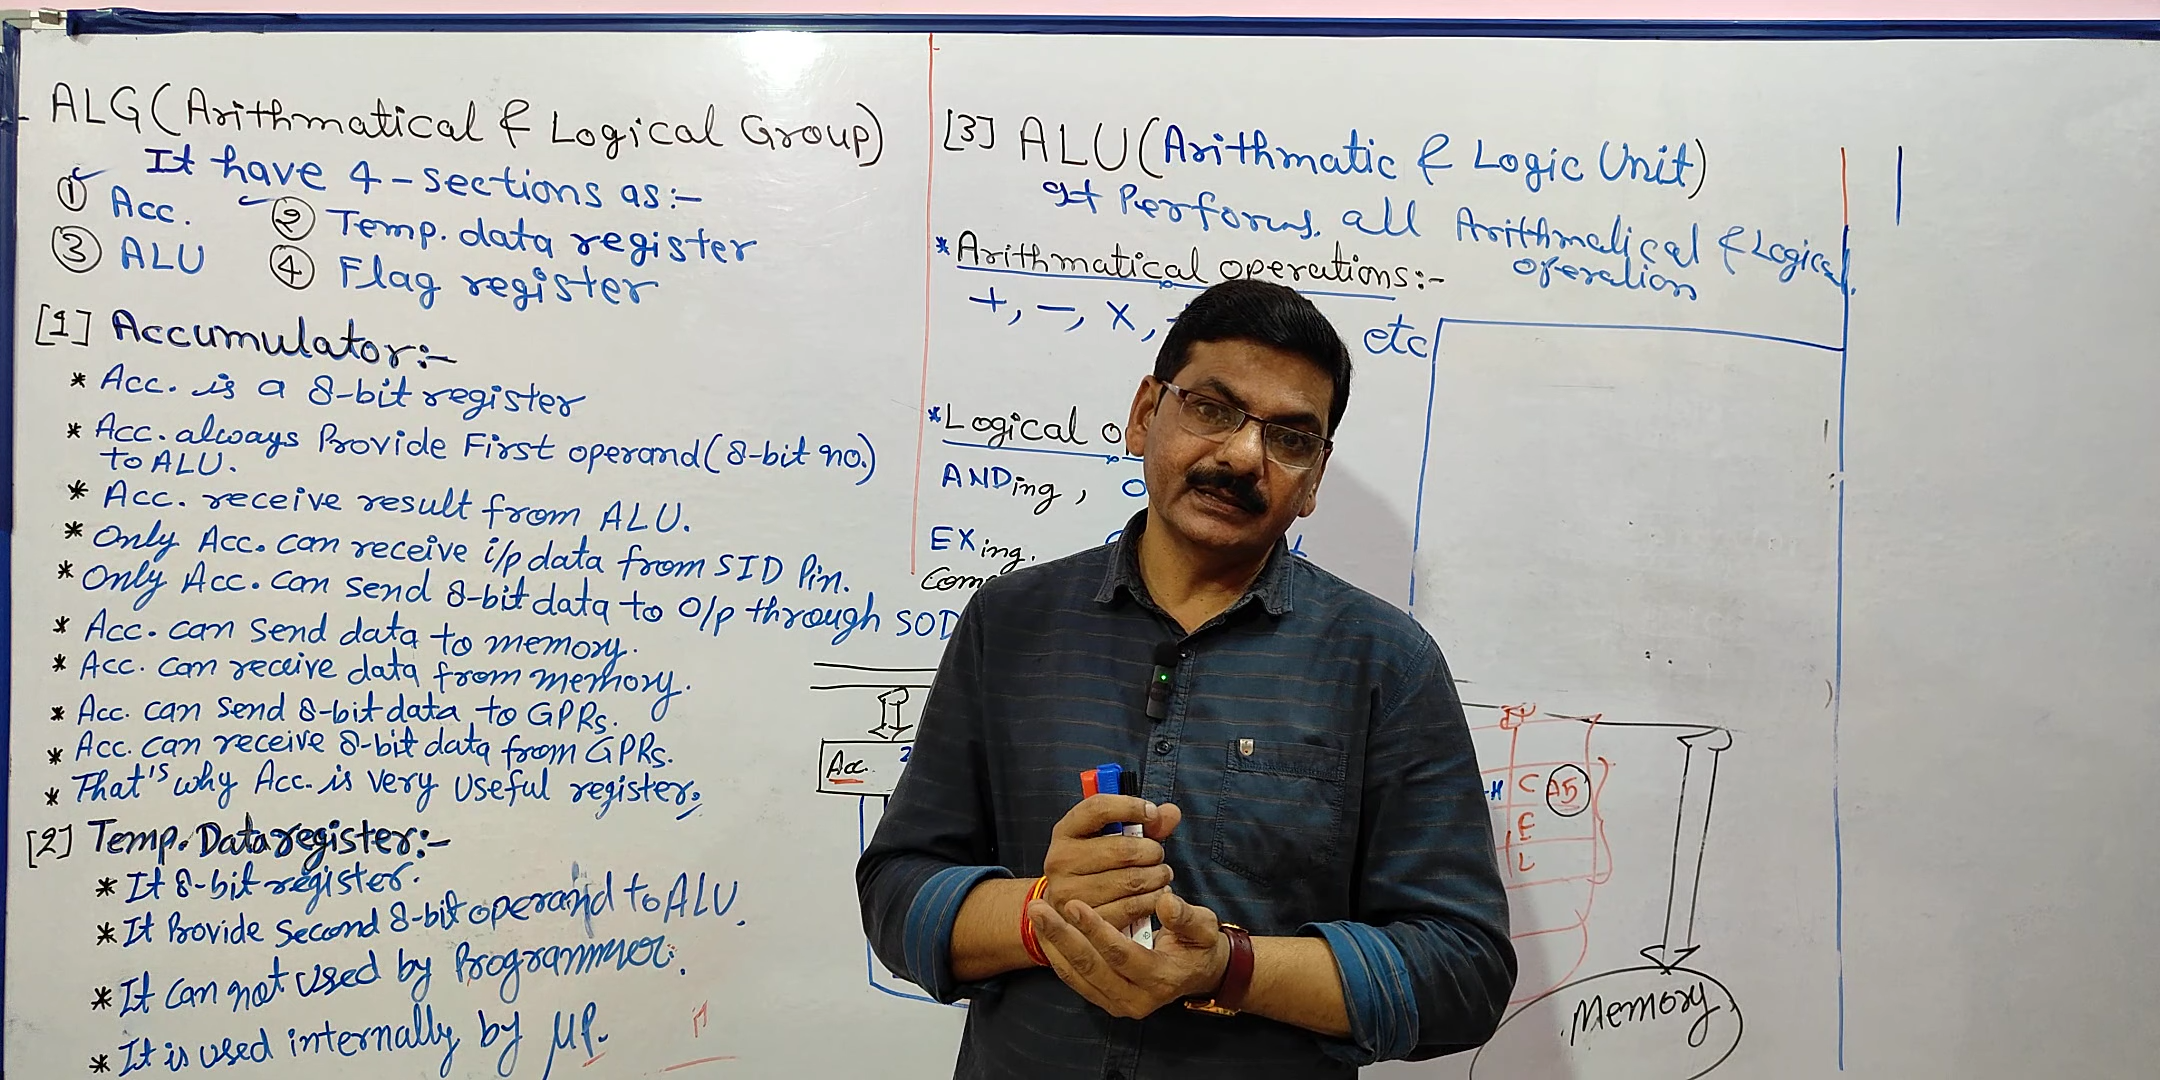 ALG(Arithmatical & Logical Group)
It have 4-sections as:-
① Acc. ② Temp. data register
③ ALU ④ Flag register
[1] Accumulator:-
* Acc. is a 8-bit register
* Acc. always Provide First operand (8-bit no.)
to ALU.
* Acc. receive result from ALU.
* Only Acc. can receive i/p data from SID Pin.
* Only Acc. can send 8-bit data to O/p through SOD
* Acc. can send data to memory.
* Acc. can receive data from memory.
* Acc. can send 8-bit data to GPRs.
* Acc. can receive 8-bit data from GPRs.
* That's why Acc. is very useful register.
[2] Temp. Data register:-
* It 8-bit register.
* It Provide second 8-bit operand to ALU.
* It can not used by Programmer.
* It is used internally by μP.
[3] ALU (Arithmatic & Logic Unit)
It Performs all Arithmatical & Logical
operation
* Arithmatical operations:-
+, -, x, etc
* Logical
ANDing,
EXing.
Acc.
H C A5
E
L
Memory